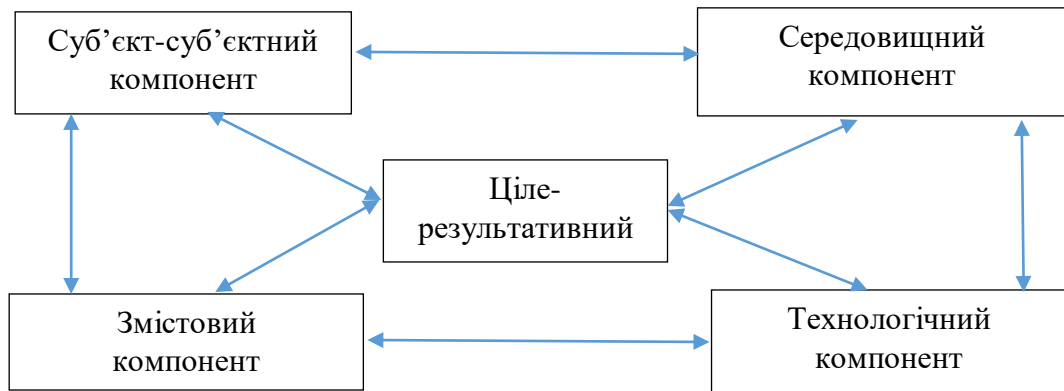 Суб’єкт-суб’єктний
компонент
Середовищний
компонент
Ціле-
результативний
Змістовий
компонент
Технологічний
компонент